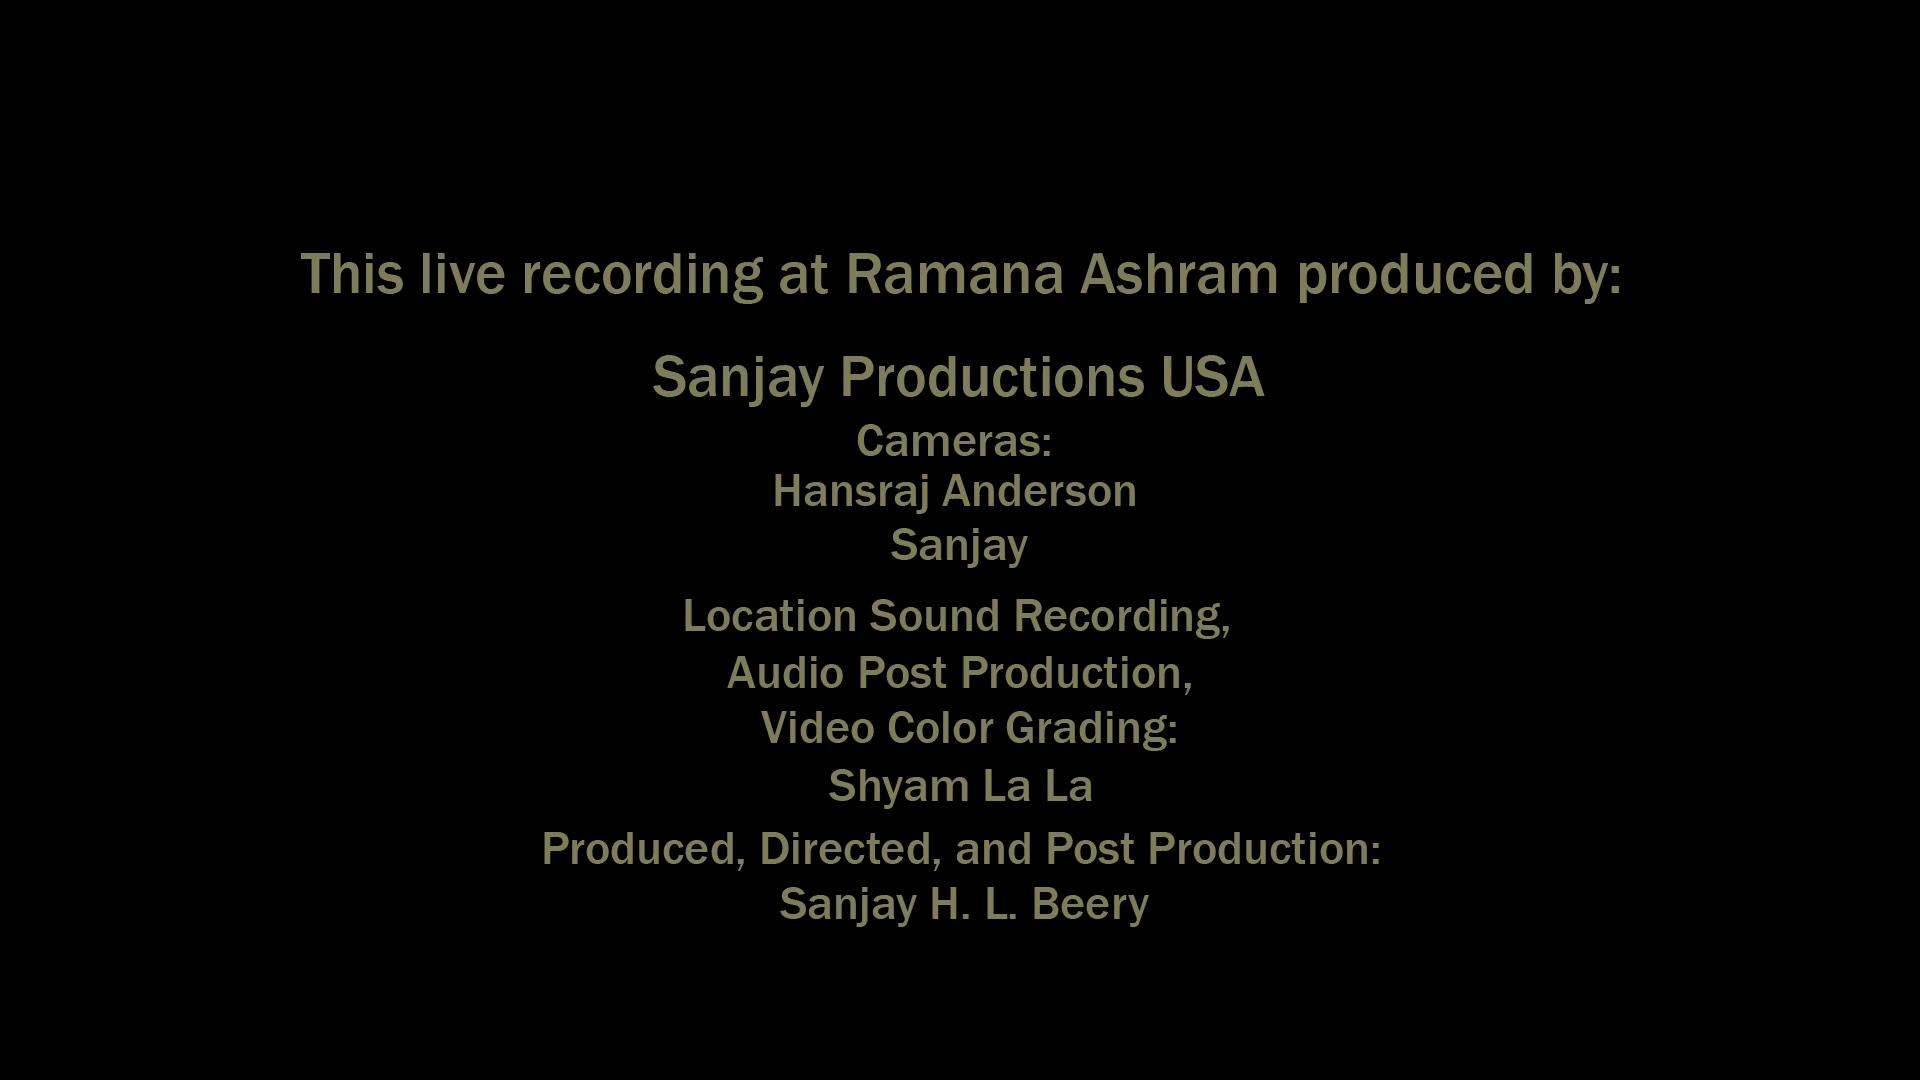 This live recording at Ramana Ashram produced by:
Sanjay Productions USA
Cameras:
Hansraj Anderson
Sanjay
Location Sound Recording,
Audio Post Production,
Video Color Grading:
Shyam La La
Produced, Directed, and Post Production:
Sanjay H. L. Beery